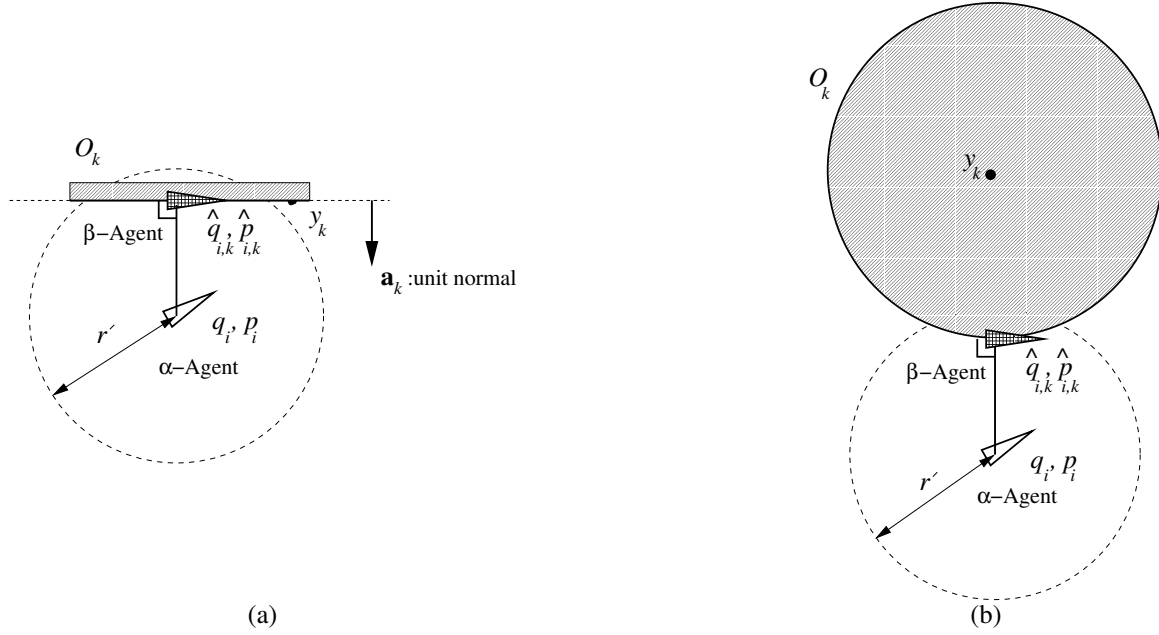 O_k
β−Agent
q̂_{i,k}, p̂_{i,k}
y_k
a_k :unit normal
q_i, p_i
r′
α−Agent
(a)
O_k
y_k
β−Agent
q̂_{i,k}, p̂_{i,k}
q_i, p_i
r′
α−Agent
(b)